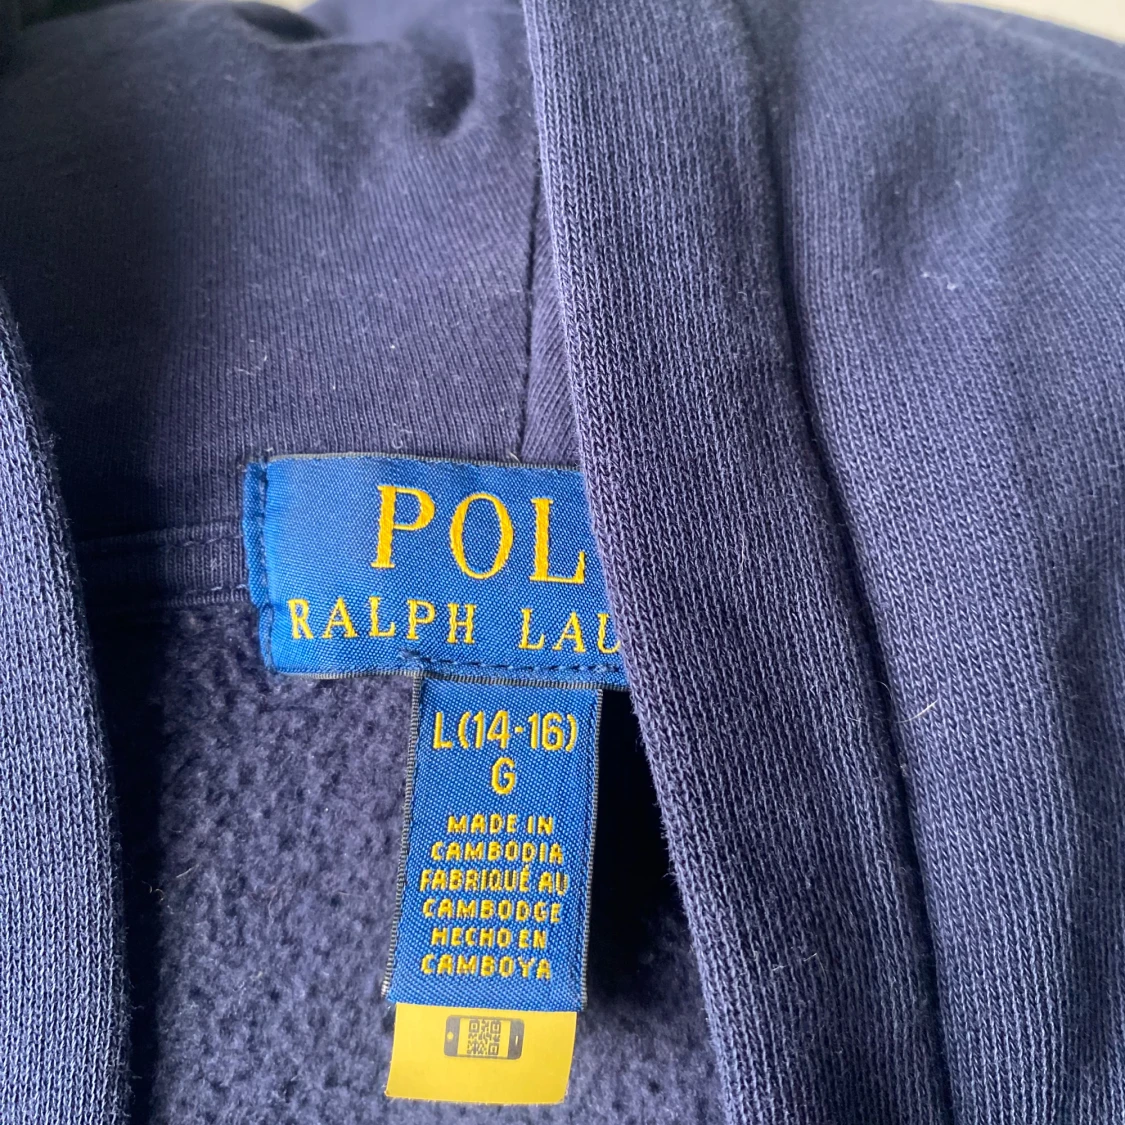 POL
RALPH LAU
L(14-16)
G
MADE IN
CAMBODIA
FABRIQUÉ AU
CAMBODGE
HECHO EN
CAMBOYA